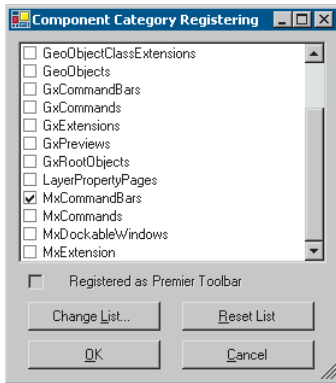 Component Category Registering
GeoObjectClassExtensions
GeoObjects
GxCommandBars
GxCommands
GxExtensions
GxPreviews
GxRootObjects
LayerPropertyPages
MxCommandBars
MxCommands
MxDockableWindows
MxExtension
Registered as Premier Toolbar
Change List...
Reset List
OK
Cancel